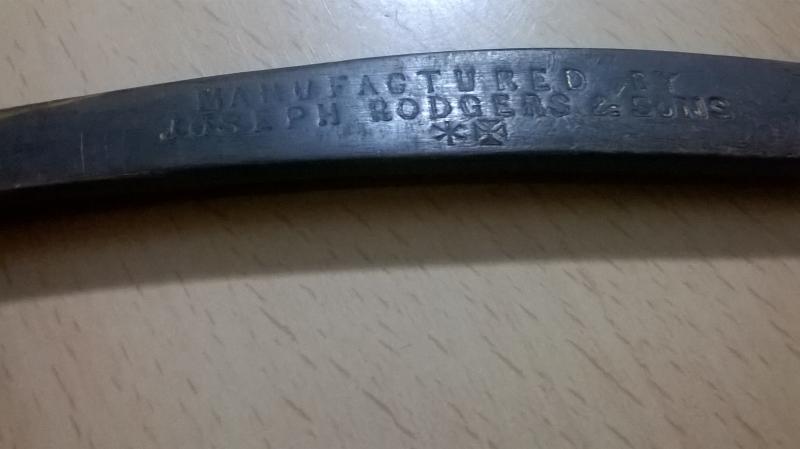 MANUFACTURED BY
JOSEPH RODGERS & SONS